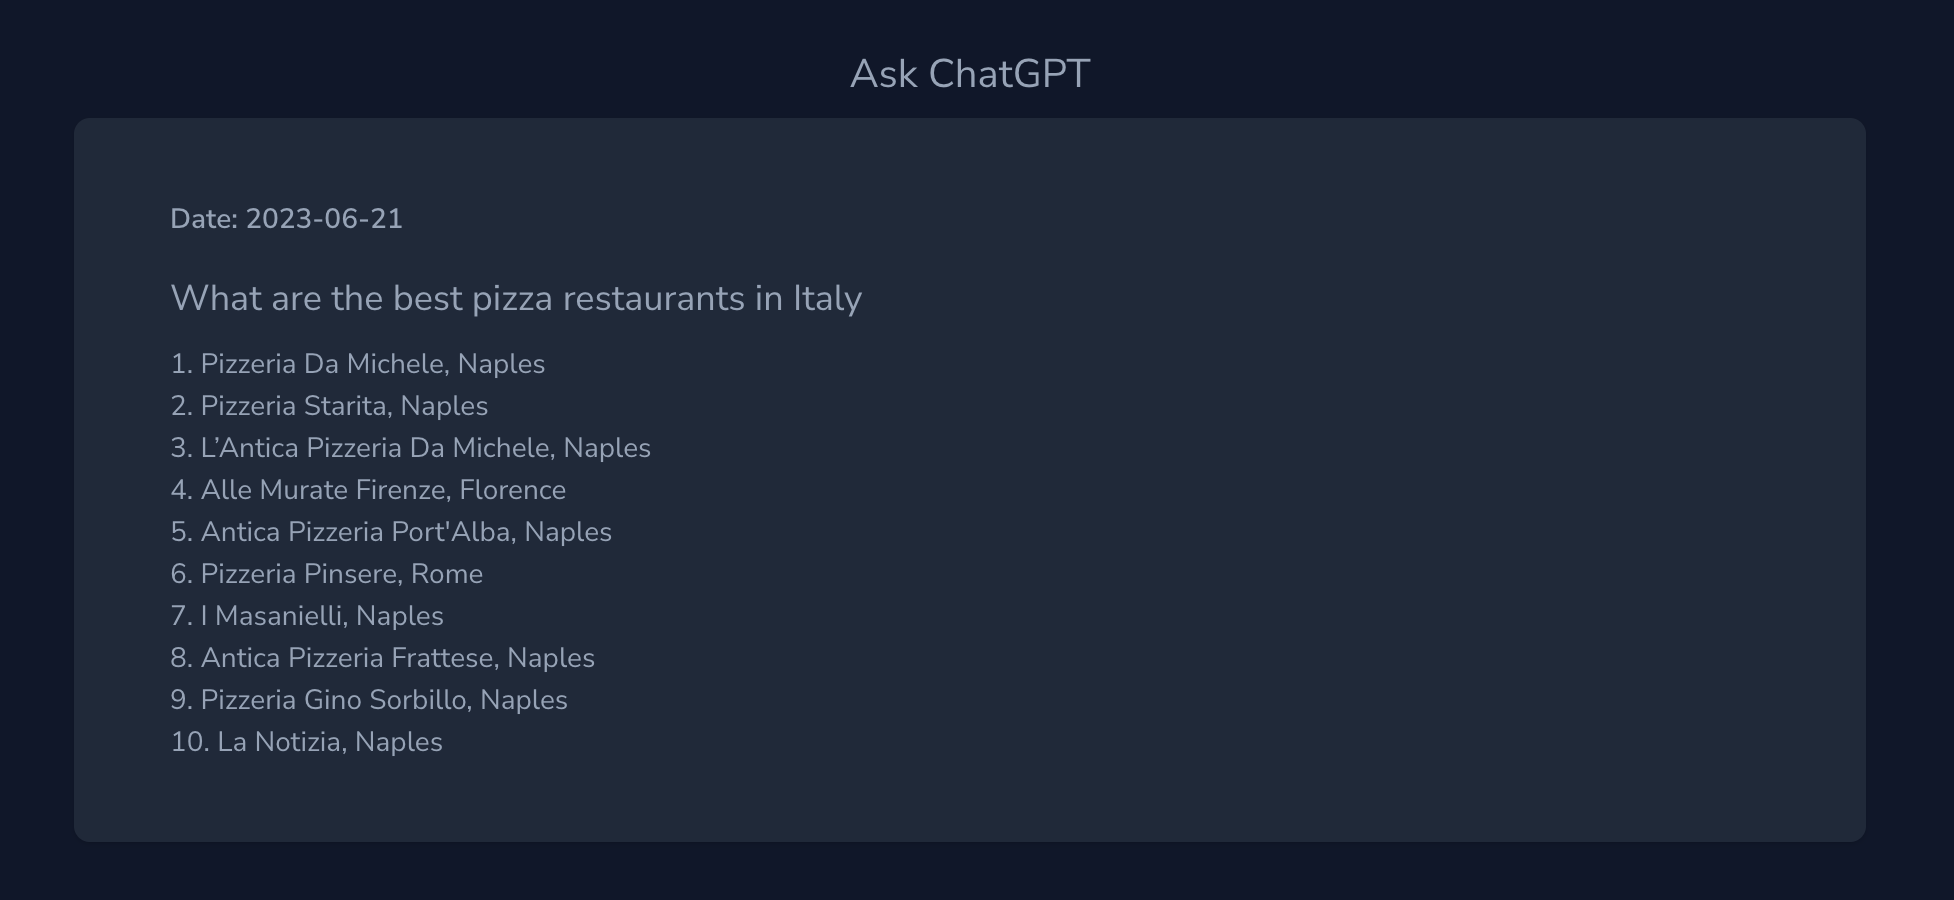 Ask ChatGPT
Date: 2023-06-21
What are the best pizza restaurants in Italy
1. Pizzeria Da Michele, Naples
2. Pizzeria Starita, Naples
3. L’Antica Pizzeria Da Michele, Naples
4. Alle Murate Firenze, Florence
5. Antica Pizzeria Port'Alba, Naples
6. Pizzeria Pinsere, Rome
7. I Masanielli, Naples
8. Antica Pizzeria Frattese, Naples
9. Pizzeria Gino Sorbillo, Naples
10. La Notizia, Naples